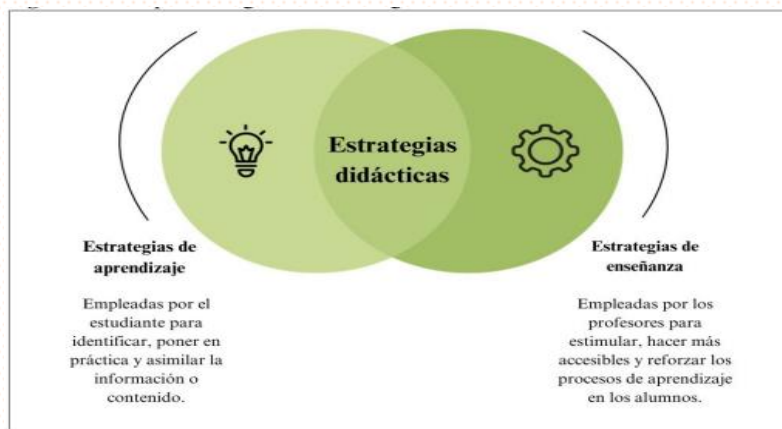 Estrategias
didácticas
Estrategias de
aprendizaje
Empleadas por el
estudiante para
identificar, poner en
práctica y asimilar la
información o
contenido.
Estrategias de
enseñanza
Empleadas por los
profesores para
estimular, hacer más
accesibles y reforzar los
procesos de aprendizaje
en los alumnos.